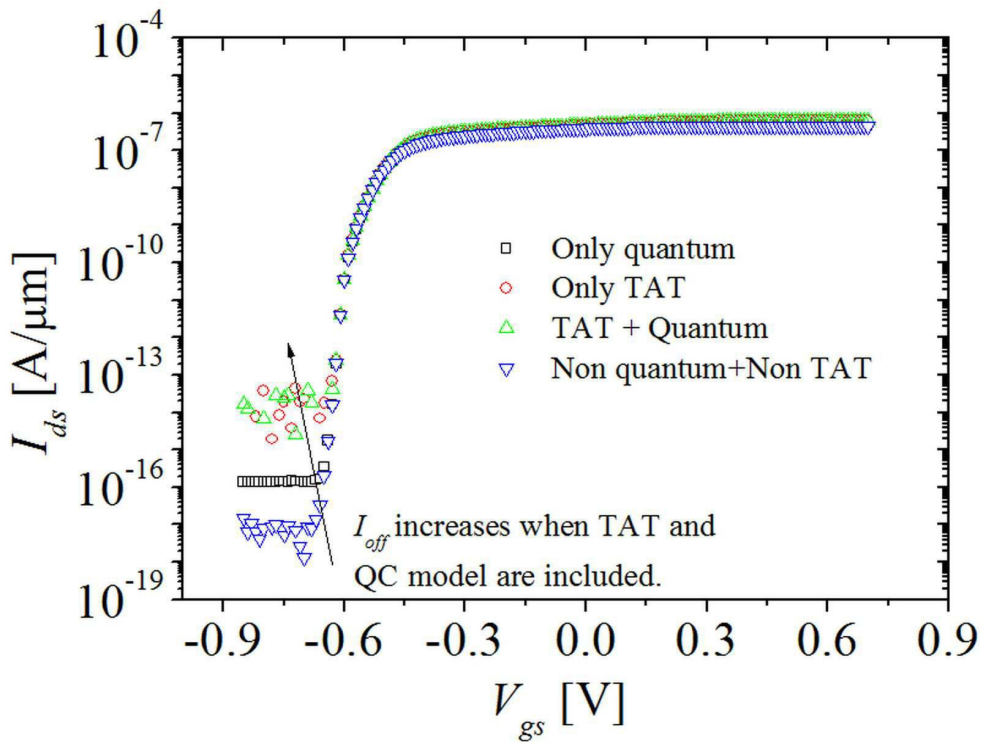 10⁻⁴
10⁻⁷
10⁻¹⁰
10⁻¹³
10⁻¹⁶
10⁻¹⁹
I_ds [A/μm]
Only quantum
Only TAT
TAT + Quantum
Non quantum+Non TAT
I_off increases when TAT and
QC model are included.
-0.9 -0.6 -0.3 0.0 0.3 0.6 0.9
V_gs [V]